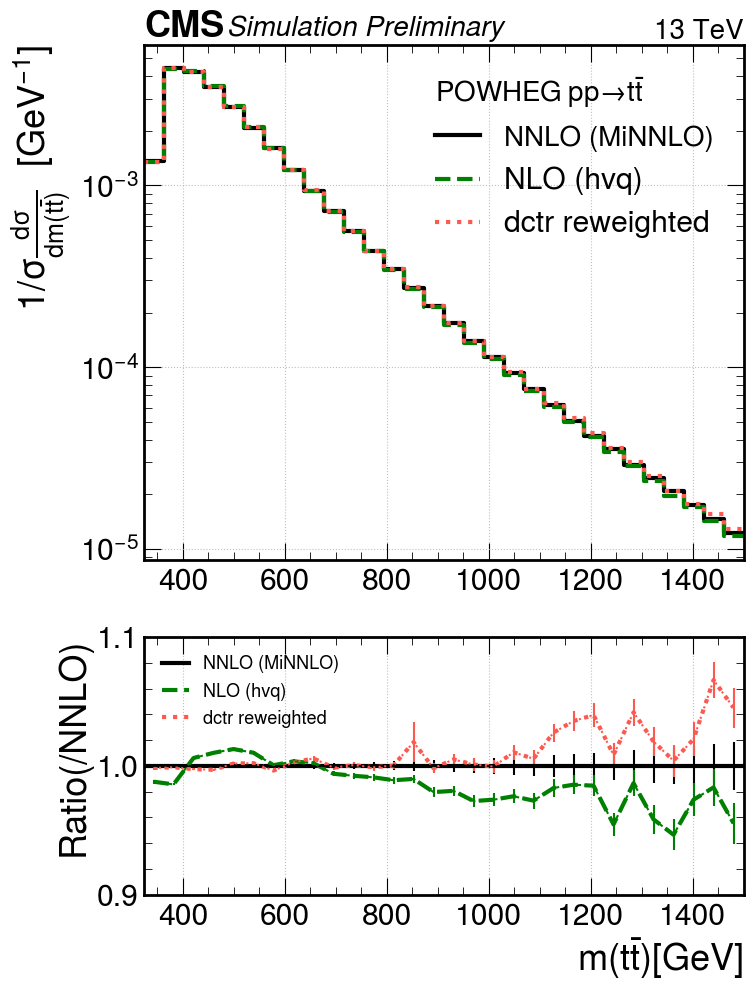 CMS Simulation Preliminary 13 TeV
POWHEG pp→tt̄
NNLO (MiNNLO)
NLO (hvq)
dctr reweighted
1/σ dσ/dm(tt̄) [GeV⁻¹]
10⁻³
10⁻⁴
10⁻⁵
400 600 800 1000 1200 1400
NNLO (MiNNLO)
NLO (hvq)
dctr reweighted
Ratio(/NNLO)
1.1
1.0
0.9
400 600 800 1000 1200 1400
m(tt̄)[GeV]